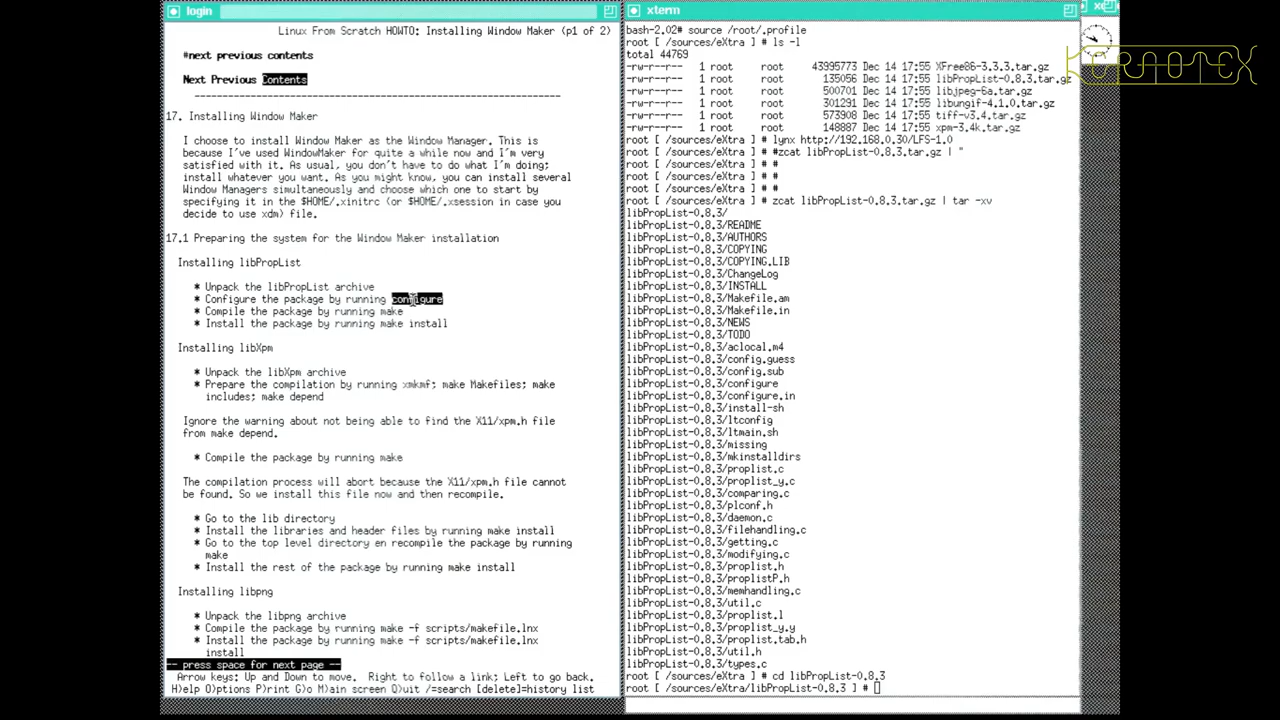 login
Linux From Scratch HOWTO: Installing Window Maker (p1 of 2)
#next previous contents
Next Previous Contents
17. Installing Window Maker
I choose to install Window Maker as the Window Manager. This is
because I've used WindowMaker for quite a while now and I'm very
satisfied with it. As usual, you don't have to do what I'm doing;
install whatever you want. As you might know, you can install several
Window Managers simultaneously and choose which one to start by
specifying it in the $HOME/.xinitrc (or $HOME/.xsession in case you
decide to use xdm) file.
17.1 Preparing the system for the Window Maker installation
Installing libPropList
* Unpack the libPropList archive
* Configure the package by running configure
* Compile the package by running make
* Install the package by running make install
Installing libXpm
* Unpack the libXpm archive
* Prepare the compilation by running xmkmf; make Makefiles; make
includes; make depend
Ignore the warning about not being able to find the X11/xpm.h file
from make depend.
* Compile the package by running make
The compilation process will abort because the X11/xpm.h file cannot
be found. So we install this file now and then recompile.
* Go to the lib directory
* Install the libraries and header files by running make install
* Go to the top level directory en recompile the package by running
make
* Install the rest of the package by running make install
Installing libpng
* Unpack the libpng archive
* Compile the package by running make -f scripts/makefile.lnx
* Install the package by running make -f scripts/makefile.lnx
install
-- press space for next page --
Arrow keys: Up and Down to move. Right to follow a link; Left to go back.
H)elp O)ptions P)rint G)o M)ain screen Q)uit /=search [delete]=history list
xterm
bash-2.02# source /root/.profile
root [ /sources/eXtra ] # ls -l
total 44769
-rw-r--r-- 1 root root 43995773 Dec 14 17:55 XFree86-3.3.3.tar.gz
-rw-r--r-- 1 root root 135056 Dec 14 17:55 libPropList-0.8.3.tar.gz
-rw-r--r-- 1 root root 500701 Dec 14 17:55 libjpeg-6a.tar.gz
-rw-r--r-- 1 root root 301291 Dec 14 17:55 libungif-4.1.0.tar.gz
-rw-r--r-- 1 root root 573908 Dec 14 17:55 tiff-v3.4.tar.gz
-rw-r--r-- 1 root root 148887 Dec 14 17:55 xpm-3.4k.tar.gz
root [ /sources/eXtra ] # lynx http://192.168.0.30/LFS-1.0
root [ /sources/eXtra ] # #zcat libPropList-0.8.3.tar.gz | "
root [ /sources/eXtra ] # #
root [ /sources/eXtra ] # #
root [ /sources/eXtra ] # #
root [ /sources/eXtra ] # zcat libPropList-0.8.3.tar.gz | tar -xv
libPropList-0.8.3/
libPropList-0.8.3/README
libPropList-0.8.3/AUTHORS
libPropList-0.8.3/COPYING
libPropList-0.8.3/COPYING.LIB
libPropList-0.8.3/ChangeLog
libPropList-0.8.3/INSTALL
libPropList-0.8.3/Makefile.am
libPropList-0.8.3/Makefile.in
libPropList-0.8.3/NEWS
libPropList-0.8.3/TODO
libPropList-0.8.3/aclocal.m4
libPropList-0.8.3/config.guess
libPropList-0.8.3/config.sub
libPropList-0.8.3/configure
libPropList-0.8.3/configure.in
libPropList-0.8.3/install-sh
libPropList-0.8.3/ltconfig
libPropList-0.8.3/ltmain.sh
libPropList-0.8.3/missing
libPropList-0.8.3/mkinstalldirs
libPropList-0.8.3/proplist.c
libPropList-0.8.3/proplist_y.c
libPropList-0.8.3/comparing.c
libPropList-0.8.3/plconf.h
libPropList-0.8.3/daemon.c
libPropList-0.8.3/filehandling.c
libPropList-0.8.3/getting.c
libPropList-0.8.3/modifying.c
libPropList-0.8.3/proplist.h
libPropList-0.8.3/proplistP.h
libPropList-0.8.3/memhandling.c
libPropList-0.8.3/util.c
libPropList-0.8.3/proplist.l
libPropList-0.8.3/proplist_y.y
libPropList-0.8.3/proplist.tab.h
libPropList-0.8.3/util.h
libPropList-0.8.3/types.c
root [ /sources/eXtra ] # cd libPropList-0.8.3
root [ /sources/eXtra/libPropList-0.8.3 ] #